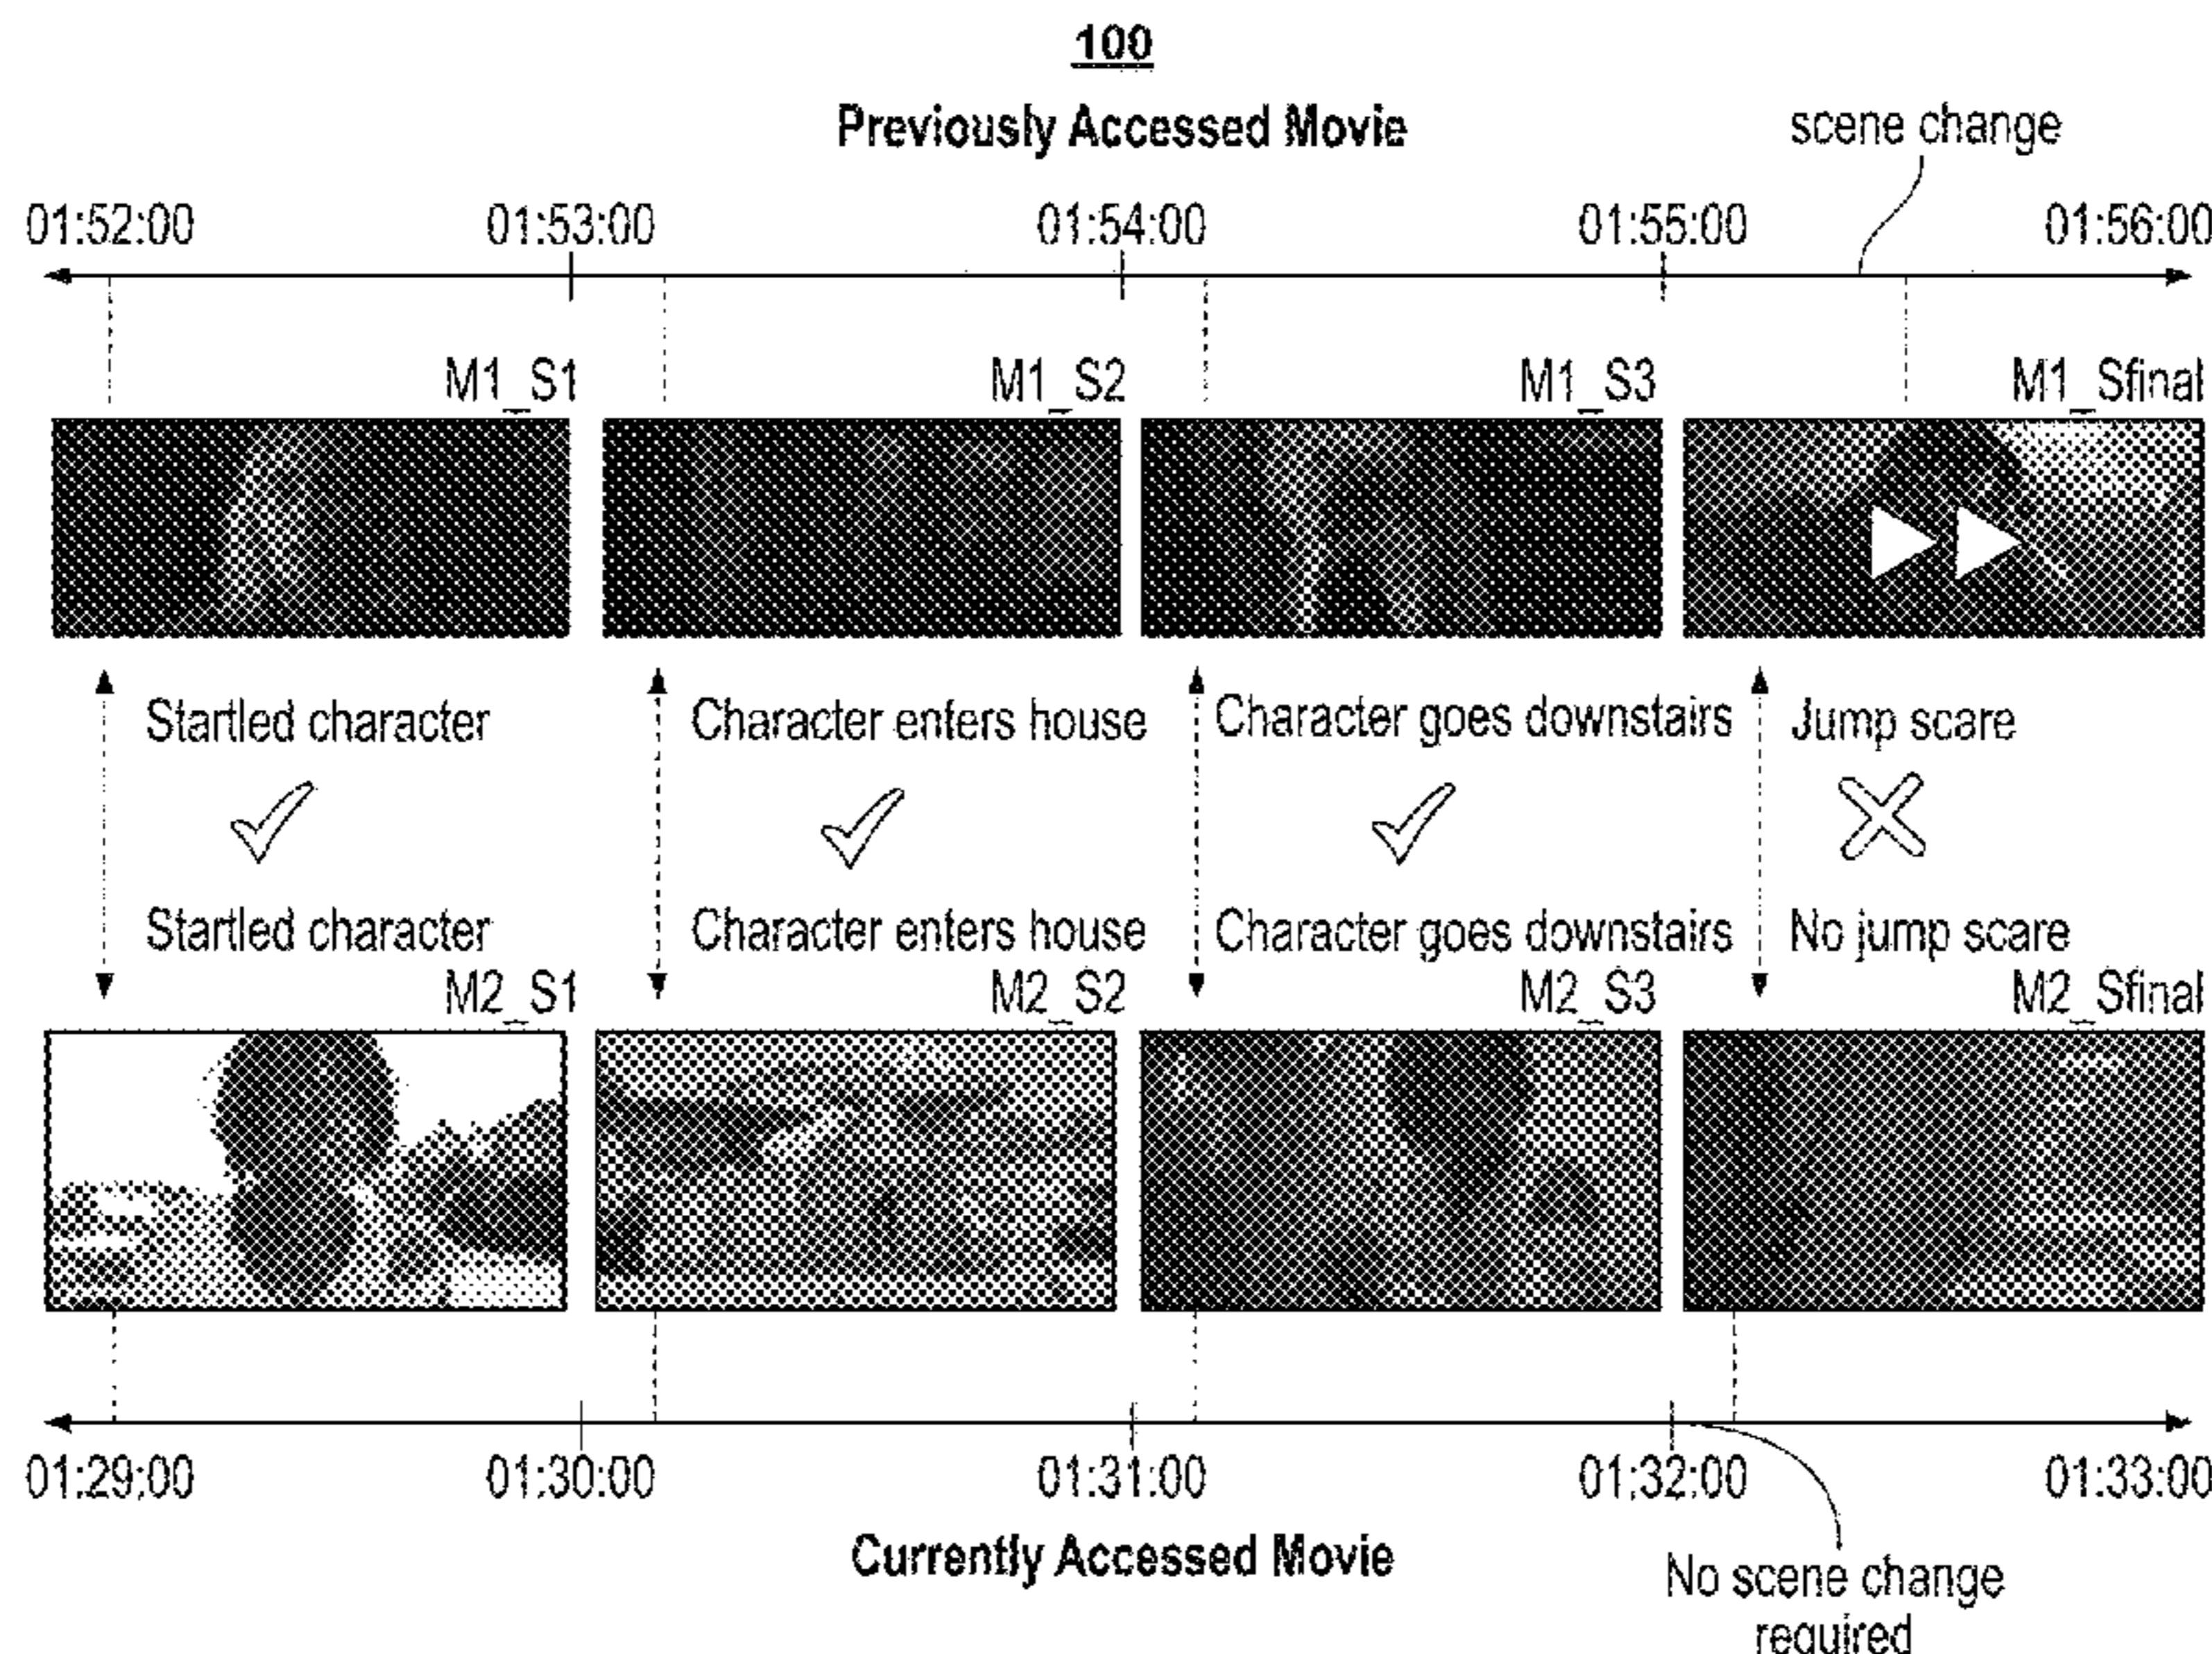 100
Previously Accessed Movie
scene change
01:52:00 01:53:00 01:54:00 01:55:00 01:56:00
M1_S1 M1_S2 M1_S3 M1_Sfinal
Startled character Character enters house Character goes downstairs Jump scare
Startled character Character enters house Character goes downstairs No jump scare
M2_S1 M2_S2 M2_S3 M2_Sfinal
01:29:00 01:30:00 01:31:00 01:32:00 01:33:00
Currently Accessed Movie
No scene change
required